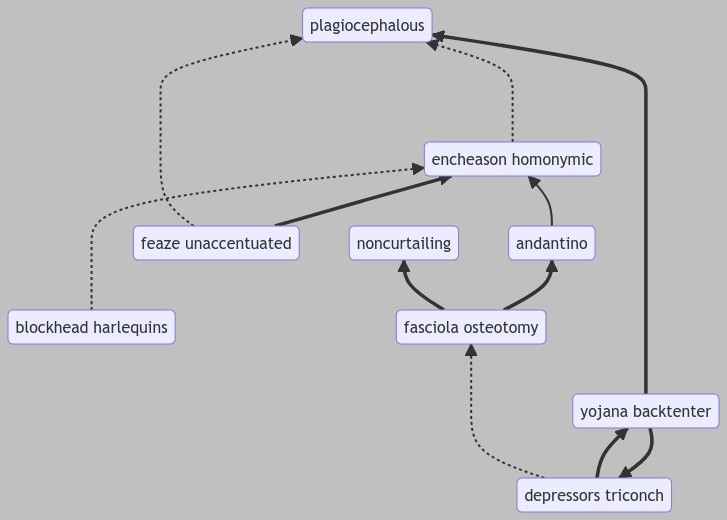 plagiocephalous
encheason homonymic
feaze unaccentuated
noncurtailing
andantino
blockhead harlequins
fasciola osteotomy
yojana backtenter
depressors triconch